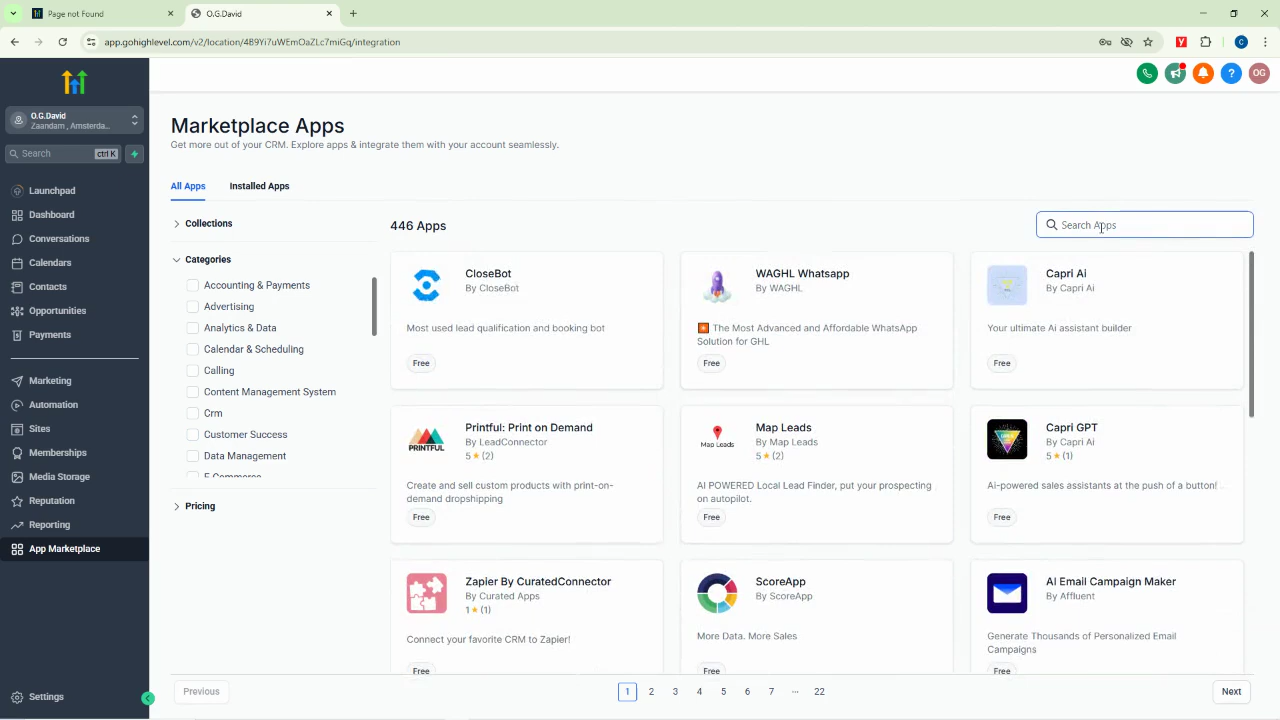 Page not Found
O.G.David
app.gohighlevel.com/v2/location/4B9Yi7uWEmOaZLc7miGq/integration
OG
O.G.David
Zaandam , Amsterda...
Search
ctrl K
Launchpad
Dashboard
Conversations
Calendars
Contacts
Opportunities
Payments
Marketing
Automation
Sites
Memberships
Media Storage
Reputation
Reporting
App Marketplace
Settings
Marketplace Apps
Get more out of your CRM. Explore apps & integrate them with your account seamlessly.
All Apps
Installed Apps
Collections
Categories
Accounting & Payments
Advertising
Analytics & Data
Calendar & Scheduling
Calling
Content Management System
Crm
Customer Success
Data Management
E Commerce
Pricing
446 Apps
Search Apps
CloseBot
By CloseBot
Most used lead qualification and booking bot
Free
WAGHL Whatsapp
By WAGHL
The Most Advanced and Affordable WhatsApp
Solution for GHL
Free
Capri Ai
By Capri Ai
Your ultimate Ai assistant builder
Free
PRINTFUL
Printful: Print on Demand
By LeadConnector
5 ★ (2)
Create and sell custom products with print-on-
demand dropshipping
Free
Map Leads
Map Leads
By Map Leads
5 ★ (2)
AI POWERED Local Lead Finder, put your prospecting
on autopilot.
Free
Capri GPT
By Capri Ai
5 ★ (1)
Ai-powered sales assistants at the push of a button!
Free
Zapier By CuratedConnector
By Curated Apps
1 ★ (1)
Connect your favorite CRM to Zapier!
Free
ScoreApp
By ScoreApp
More Data. More Sales
Free
AI Email Campaign Maker
By Affluent
Generate Thousands of Personalized Email
Campaigns
Free
Previous
1 2 3 4 5 6 7 ··· 22
Next